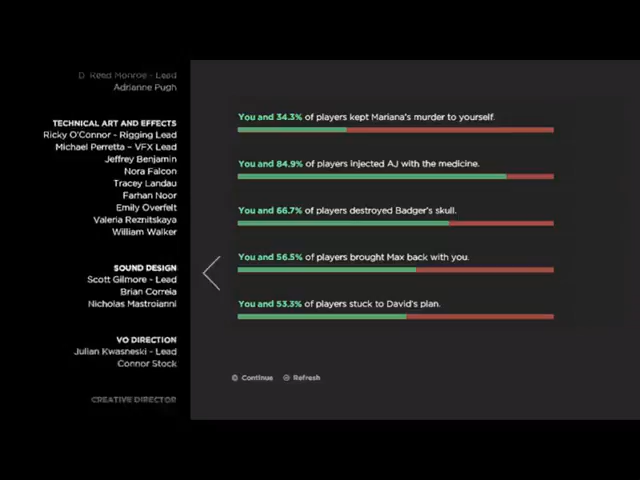 D. Reed Monroe - Lead
Adrianne Pugh
TECHNICAL ART AND EFFECTS
Ricky O'Connor - Rigging Lead
Michael Perretta – VFX Lead
Jeffrey Benjamin
Nora Falcon
Tracey Landau
Farhan Noor
Emily Overfelt
Valeria Reznitskaya
William Walker
SOUND DESIGN
Scott Gilmore - Lead
Brian Correia
Nicholas Mastroianni
VO DIRECTION
Julian Kwasneski - Lead
Connor Stock
CREATIVE DIRECTOR
You and 34.3% of players kept Mariana's murder to yourself.
You and 84.9% of players injected AJ with the medicine.
You and 66.7% of players destroyed Badger's skull.
You and 56.5% of players brought Max back with you.
You and 53.3% of players stuck to David's plan.
Continue Refresh